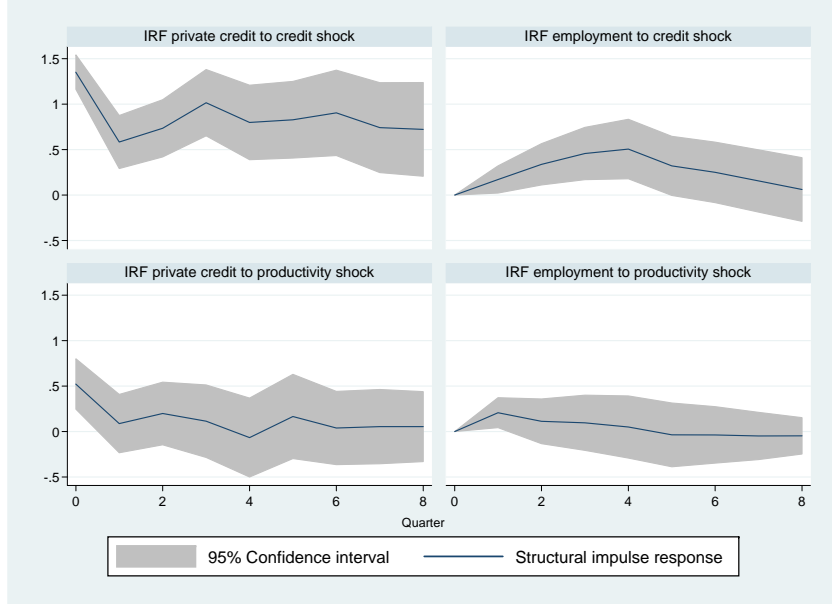 IRF private credit to credit shock
IRF employment to credit shock
1.5
1
.5
0
-.5
IRF private credit to productivity shock
IRF employment to productivity shock
1.5
1
.5
0
-.5
0 2 4 6 8 0 2 4 6 8
Quarter
95% Confidence interval Structural impulse response